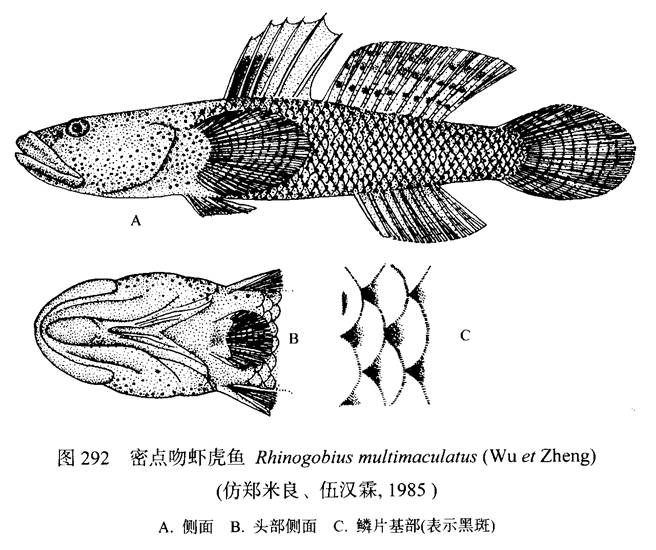 A
B
C
图 292 密点吻虾虎鱼 Rhinogobius multimaculatus (Wu et Zheng)
(仿郑米良、伍汉霖, 1985)
A. 侧面 B. 头部侧面 C. 鳞片基部(表示黑斑)